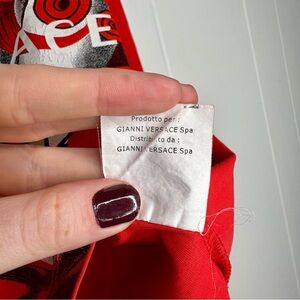 ACE
Prodotto per :
GIANNI VERSACE Spa
Distribuito da :
GIANNI VERSACE Spa